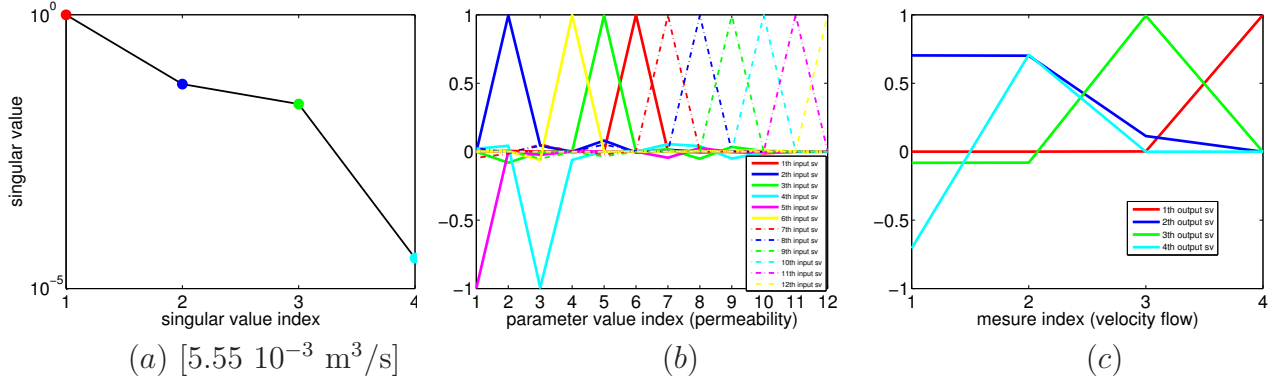 10^0
10^-5
singular value
1 2 3 4
singular value index
(a) [5.55 10^-3 m^3/s]
1
0.5
0
−0.5
−1
1 2 3 4 5 6 7 8 9 10 11 12
parameter value index (permeability)
1th input sv
2th input sv
3th input sv
4th input sv
5th input sv
6th input sv
7th input sv
8th input sv
9th input sv
10th input sv
11th input sv
12th input sv
(b)
1
0.5
0
−0.5
−1
1 2 3 4
mesure index (velocity flow)
1th output sv
2th output sv
3th output sv
4th output sv
(c)